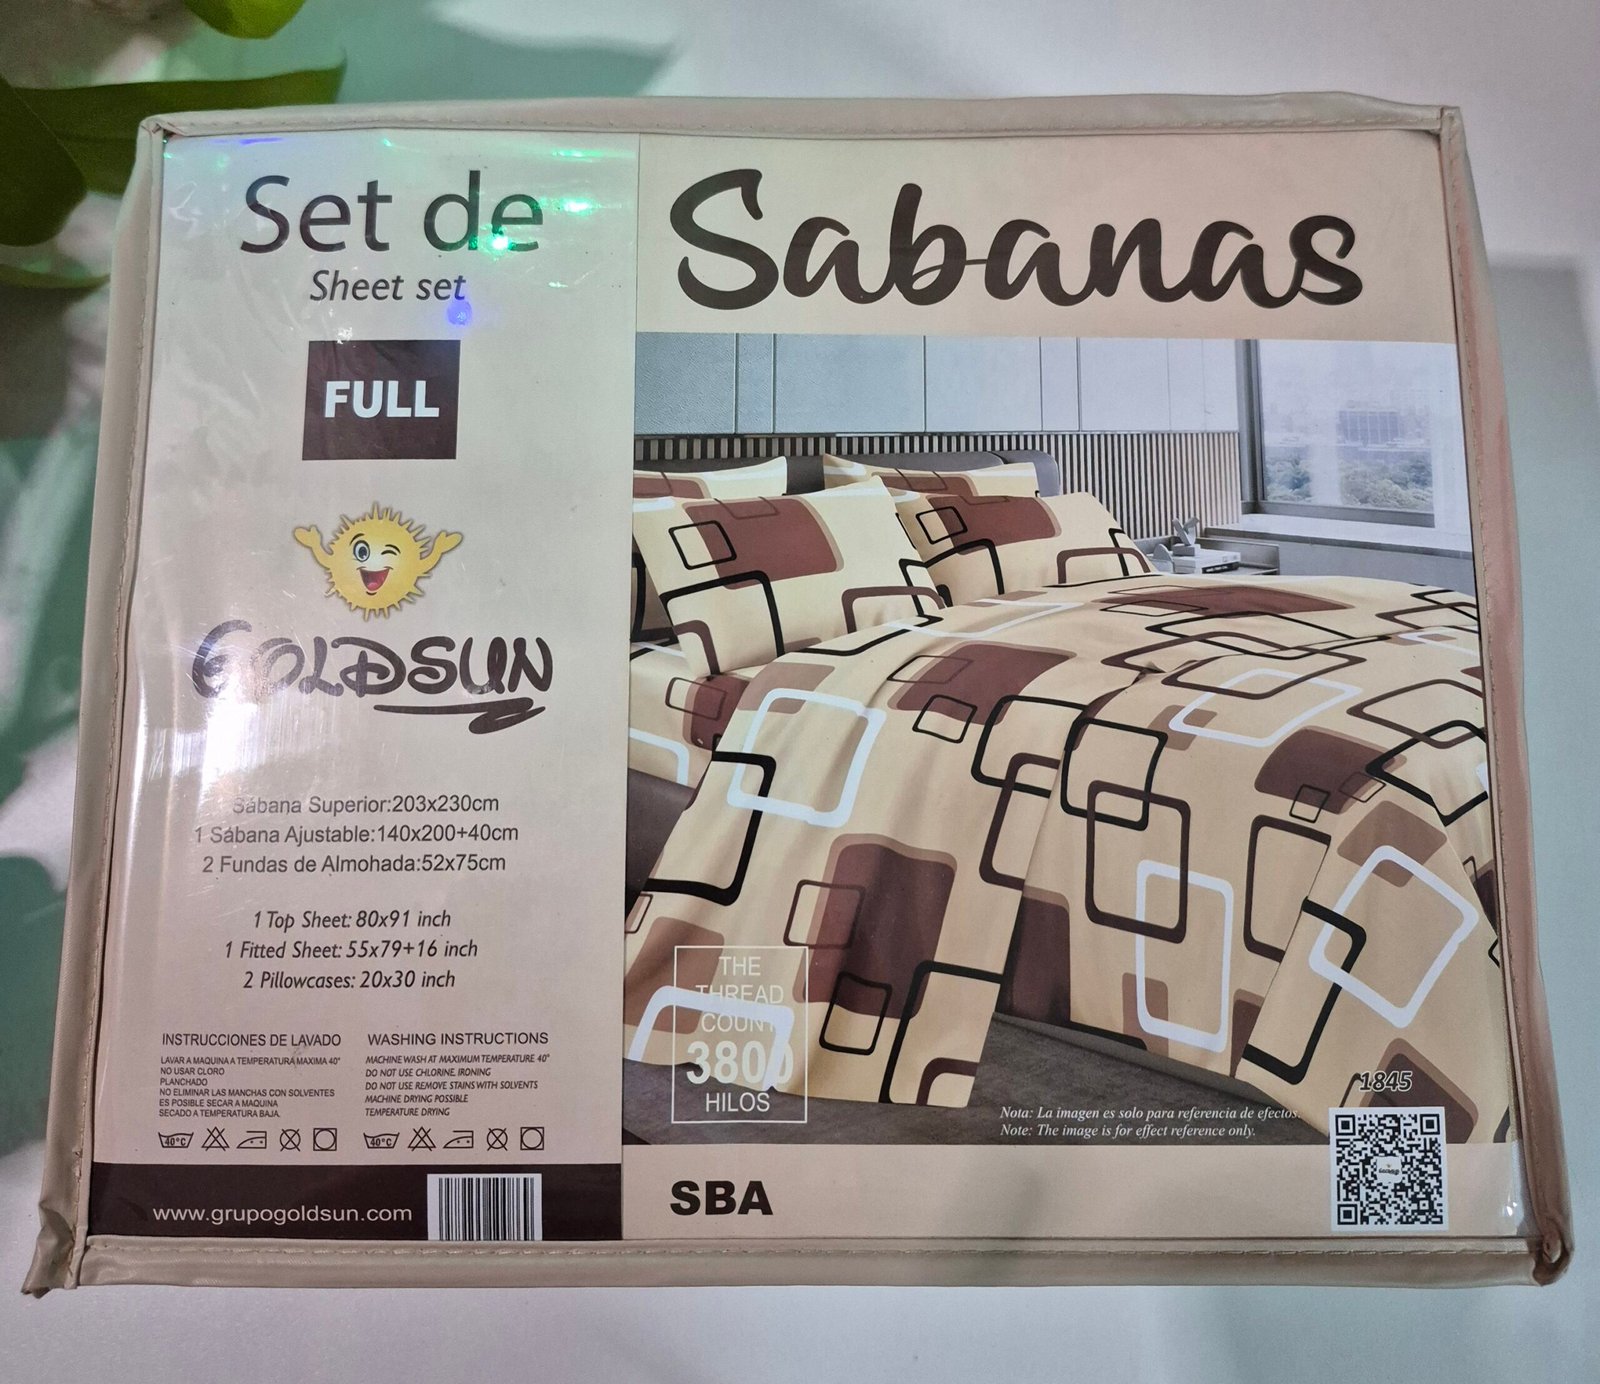 Set de
Sheet set
FULL
GOLDSUN
Sábana Superior:203x230cm
1 Sábana Ajustable:140x200+40cm
2 Fundas de Almohada:52x75cm
1 Top Sheet: 80x91 inch
1 Fitted Sheet: 55x79+16 inch
2 Pillowcases: 20x30 inch
INSTRUCCIONES DE LAVADO
LAVAR A MAQUINA A TEMPERATURA MAXIMA 40°
NO USAR CLORO
PLANCHADO
NO ELIMINAR LAS MANCHAS CON SOLVENTES
ES POSIBLE SECAR A MAQUINA
SECADO A TEMPERATURA BAJA.
40°C
WASHING INSTRUCTIONS
MACHINE WASH AT MAXIMUM TEMPERATURE 40°
DO NOT USE CHLORINE, IRONING
DO NOT USE REMOVE STAINS WITH SOLVENTS
MACHINE DRYING POSSIBLE
TEMPERATURE DRYING
40°C
www.grupogoldsun.com
Sabanas
THE
THREAD
COUNT
3800
HILOS
Nota: La imagen es solo para referencia de efectos.
Note: The image is for effect reference only.
1845
GOLDSUN
SBA